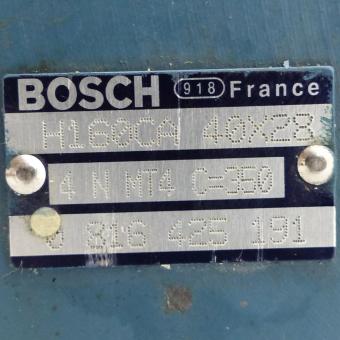 BOSCH 918 France
H160CA 40X28
4 N MT4 C=350
0 816 425 191